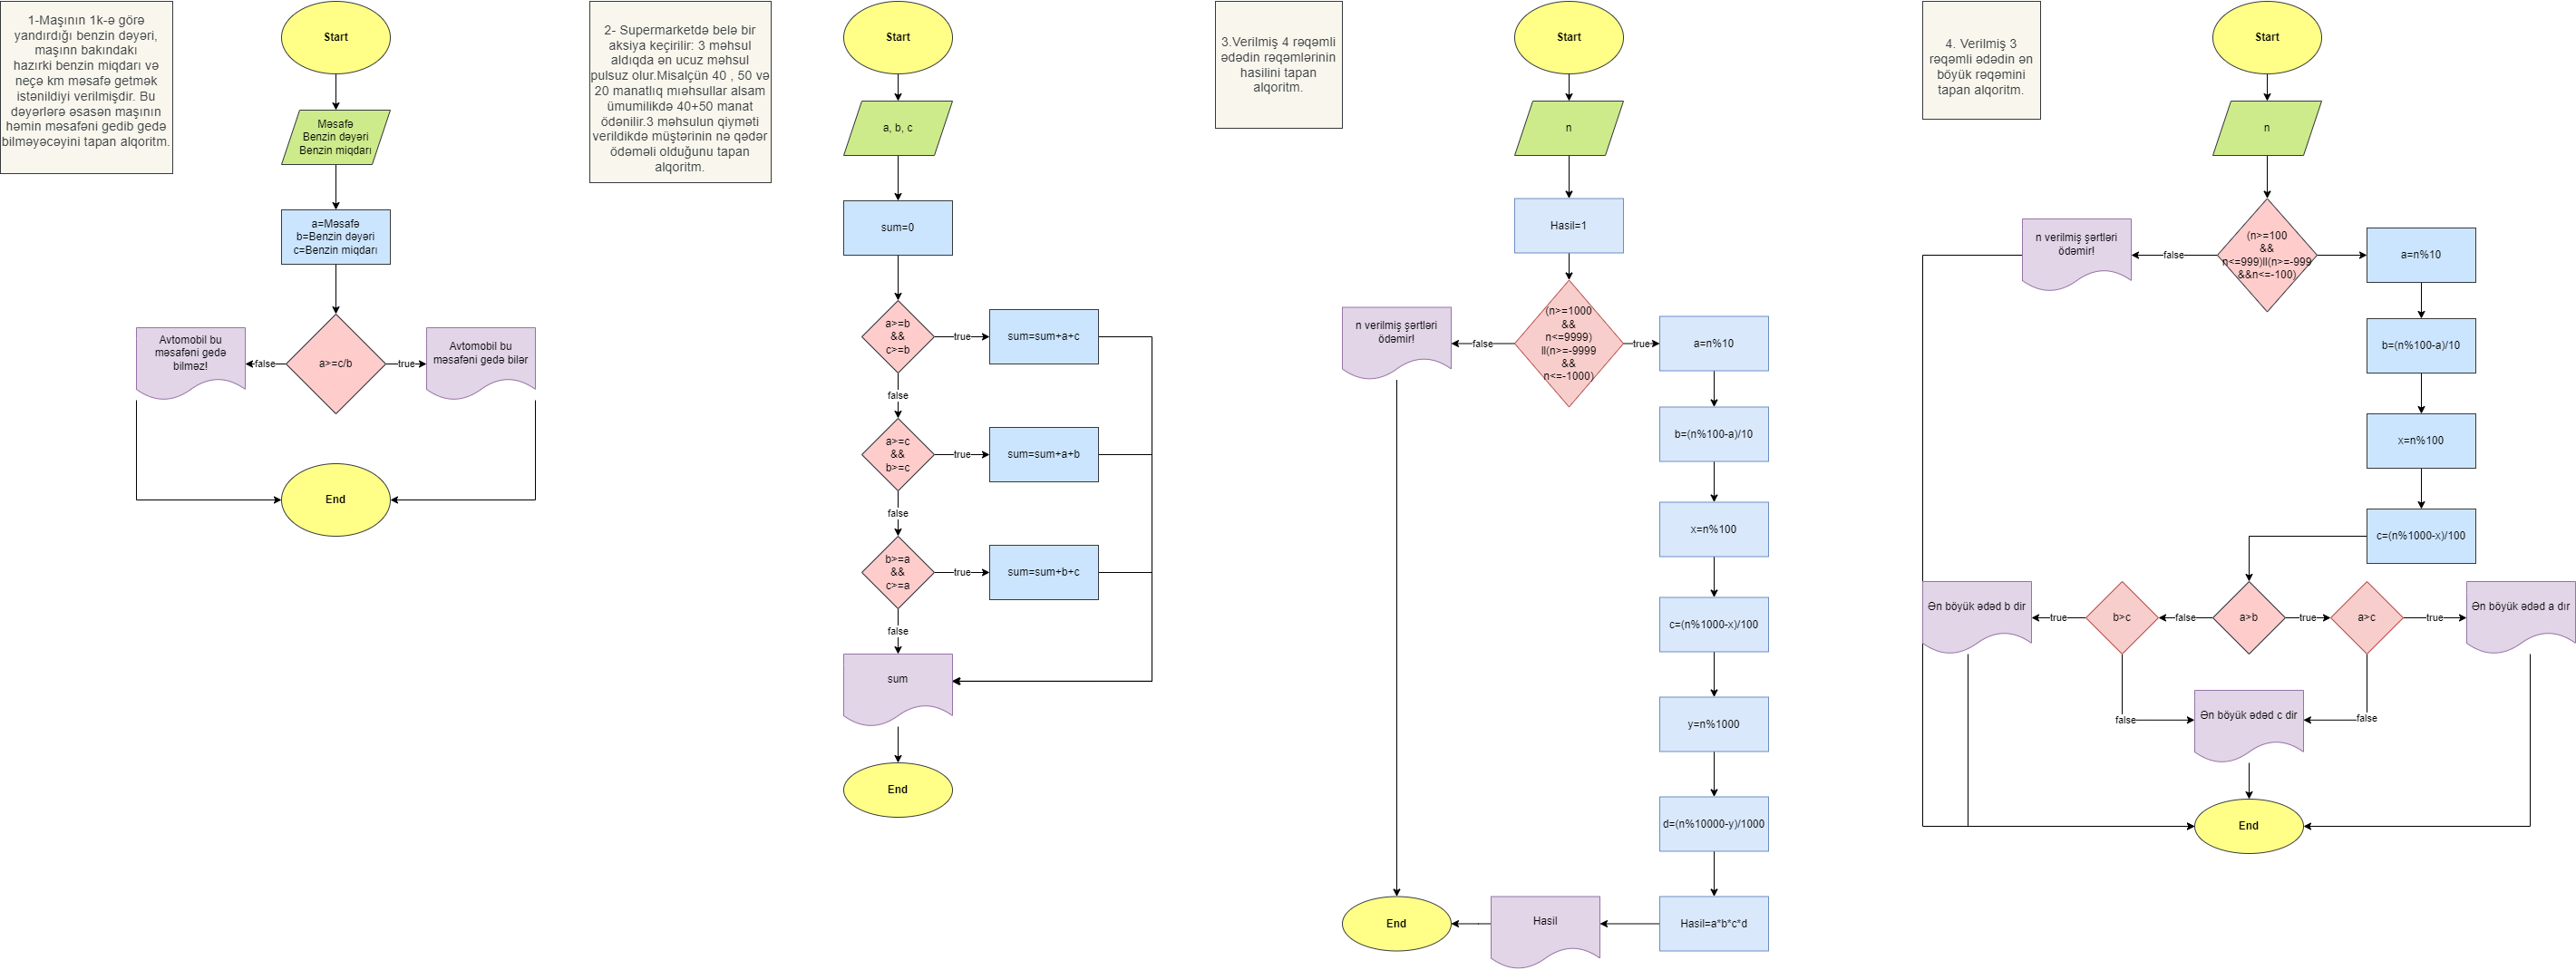 1-Maşının 1k-ə görə
yandırdığı benzin dəyəri,
maşınn bakındakı
hazırki benzin miqdarı və
neçə km məsafə getmək
istənildiyi verilmişdir. Bu
dəyərlərə əsasən maşının
həmin məsafəni gedib gedə
bilməyəcəyini tapan alqoritm.
Start
Məsafə
Benzin dəyəri
Benzin miqdarı
a=Məsafə
b=Benzin dəyəri
c=Benzin miqdarı
a>=c/b
false
true
Avtomobil bu
məsafəni gedə
bilməz!
Avtomobil bu
məsafəni gedə bilər
End
2- Supermarketdə belə bir
aksiya keçirilir: 3 məhsul
aldıqda ən ucuz məhsul
pulsuz olur.Misalçün 40 , 50 və
20 manatlıq mıəhsullar alsam
ümumilikdə 40+50 manat
ödənilir.3 məhsulun qiyməti
verildikdə müştərinin nə qədər
ödəməli olduğunu tapan
alqoritm.
Start
a, b, c
sum=0
a>=b
&&
c>=b
true
sum=sum+a+c
false
a>=c
&&
b>=c
true
sum=sum+a+b
false
b>=a
&&
c>=a
true
sum=sum+b+c
false
sum
End
3.Verilmiş 4 rəqəmli
ədədin rəqəmlərinin
hasilini tapan
alqoritm.
Start
n
Hasil=1
(n>=1000
&&
n<=9999)
ll(n>=-9999
&&
n<=-1000)
false
n verilmiş şərtləri
ödəmir!
true
a=n%10
b=(n%100-a)/10
x=n%100
c=(n%1000-x)/100
y=n%1000
d=(n%10000-y)/1000
Hasil=a*b*c*d
Hasil
End
4. Verilmiş 3
rəqəmli ədədin ən
böyük rəqəmini
tapan alqoritm.
Start
n
(n>=100
&&
n<=999)ll(n>=-999
&&n<=-100)
false
n verilmiş şərtləri
ödəmir!
a=n%10
b=(n%100-a)/10
x=n%100
c=(n%1000-x)/100
Ən böyük ədəd b dir
true
b>c
false
a>b
true
a>c
true
Ən böyük ədəd a dır
false
Ən böyük ədəd c dir
false
End